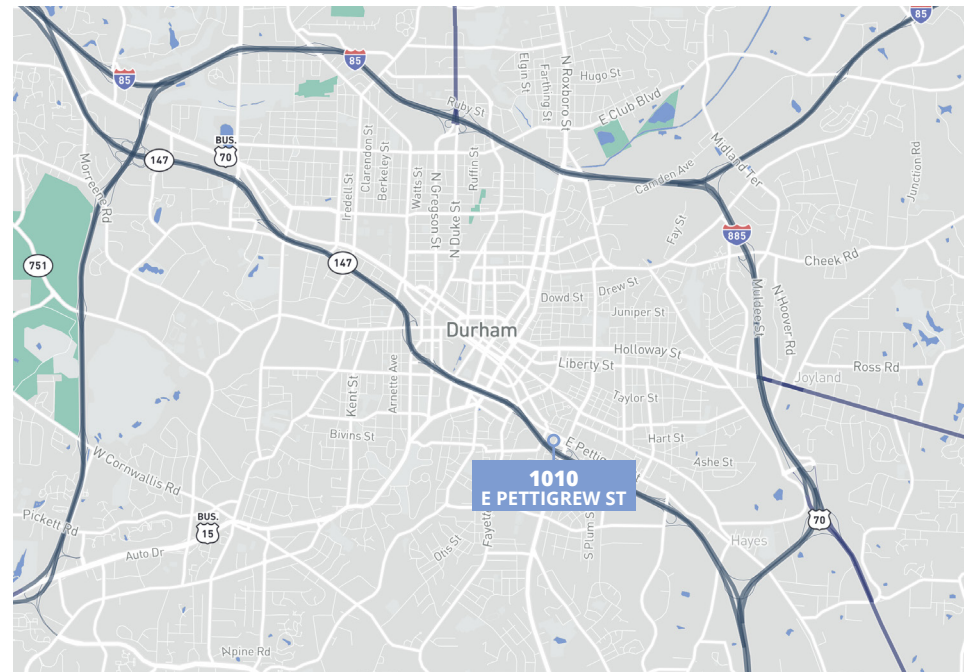 85
85
85
N Roxboro St
Elgin St
Farthing St
Hugo St
E Club Blvd
Ruby St
BUS.
70
147
Morreene Rd
Clarendon St
Berkeley St
Iredell St
Watts St
N Gregson St
N Duke St
Ruffin St
Camden Ave
Midland Ter
Junction Rd
Fay St
885
Cheek Rd
751
147
Drew St
Dowd St
Juniper St
Muldee St
N Hoover Rd
Durham
Holloway St
Liberty St
Joyland
Ross Rd
Kent St
Arnette Ave
Taylor St
Bivins St
Hart St
Ashe St
W Cornwallis Rd
1010
E PETTIGREW ST
Pickett Rd
BUS.
15
70
Auto Dr
Otis St
S Plum S
Hayes
Alpine Rd